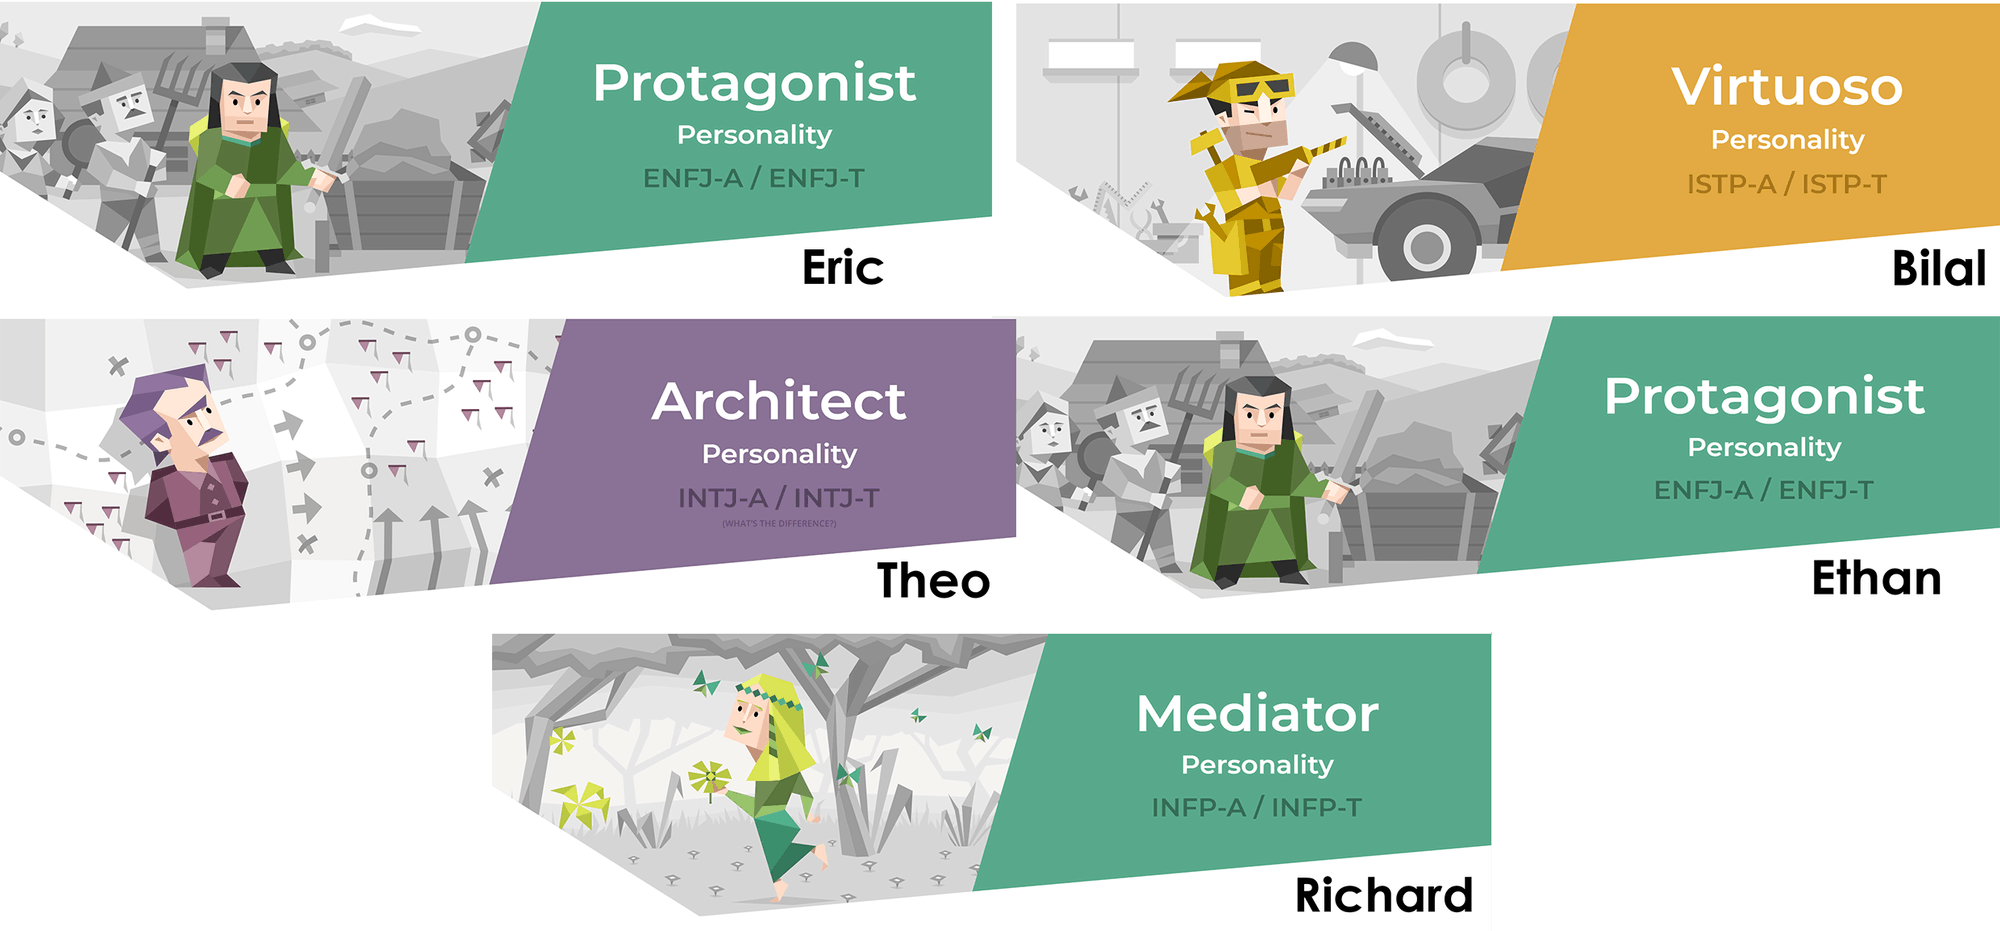 Protagonist
Personality
ENFJ-A / ENFJ-T
Eric
Virtuoso
Personality
ISTP-A / ISTP-T
Bilal
Architect
Personality
INTJ-A / INTJ-T
(WHAT'S THE DIFFERENCE?)
Theo
Protagonist
Personality
ENFJ-A / ENFJ-T
Ethan
Mediator
Personality
INFP-A / INFP-T
Richard